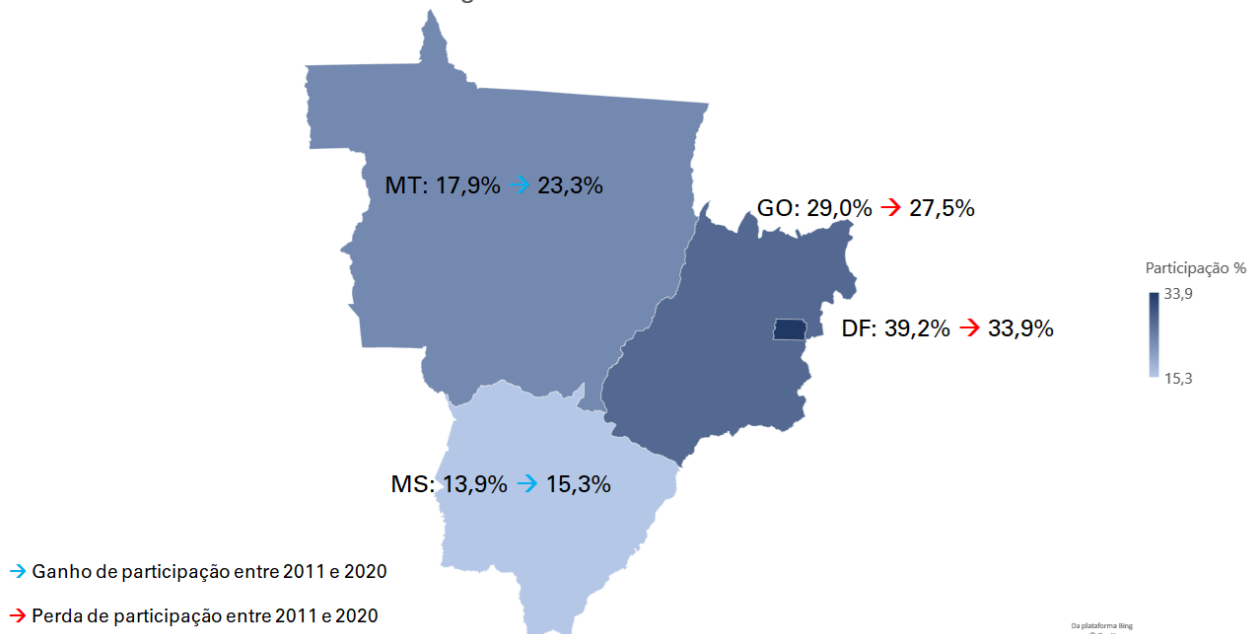 MT: 17,9% → 23,3%
GO: 29,0% → 27,5%
Participação %
33,9
DF: 39,2% → 33,9%
15,3
MS: 13,9% → 15,3%
→ Ganho de participação entre 2011 e 2020
→ Perda de participação entre 2011 e 2020
Da plataforma Bing